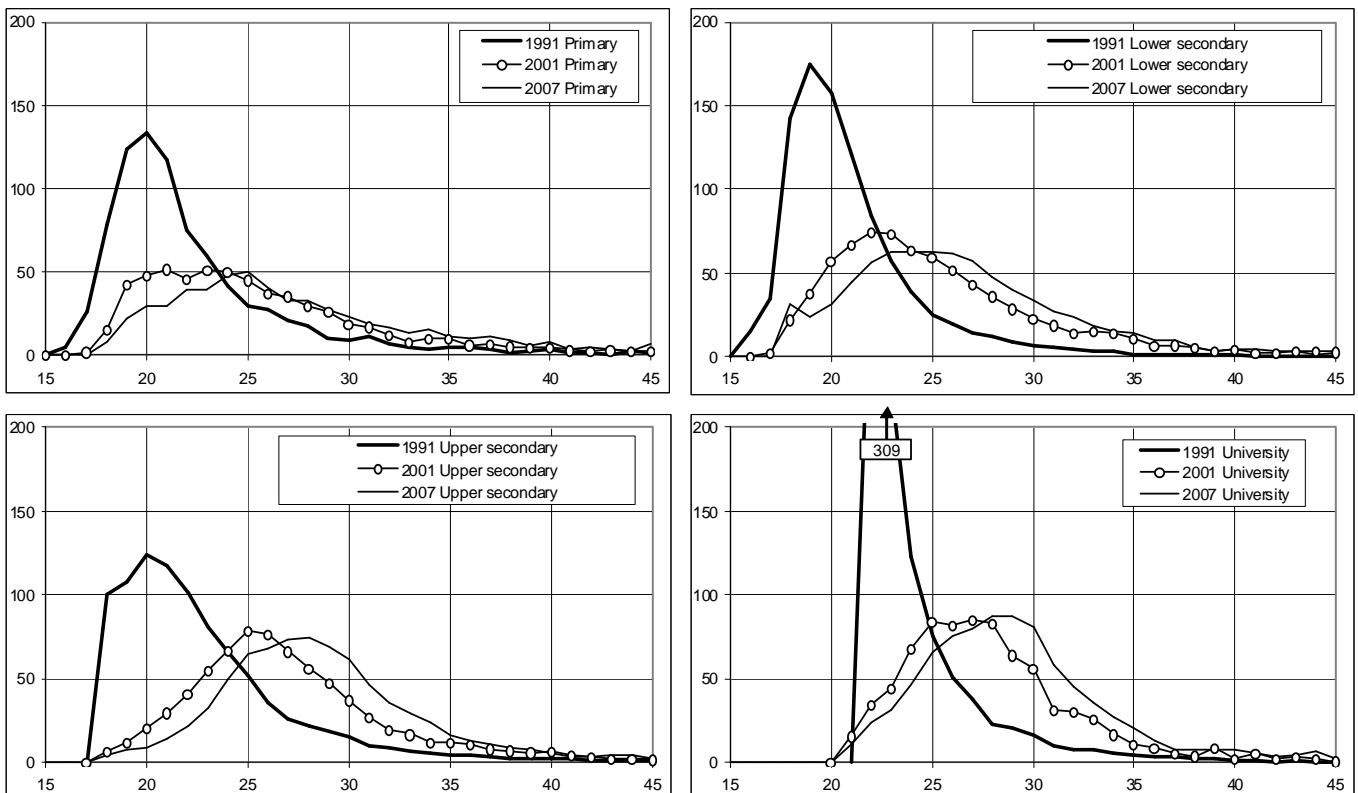 200
150
100
50
0
15 20 25 30 35 40 45
1991 Primary
2001 Primary
2007 Primary
200
150
100
50
0
15 20 25 30 35 40 45
1991 Lower secondary
2001 Lower secondary
2007 Lower secondary
200
150
100
50
0
15 20 25 30 35 40 45
1991 Upper secondary
2001 Upper secondary
2007 Upper secondary
200
150
100
50
0
15 20 25 30 35 40 45
309
1991 University
2001 University
2007 University